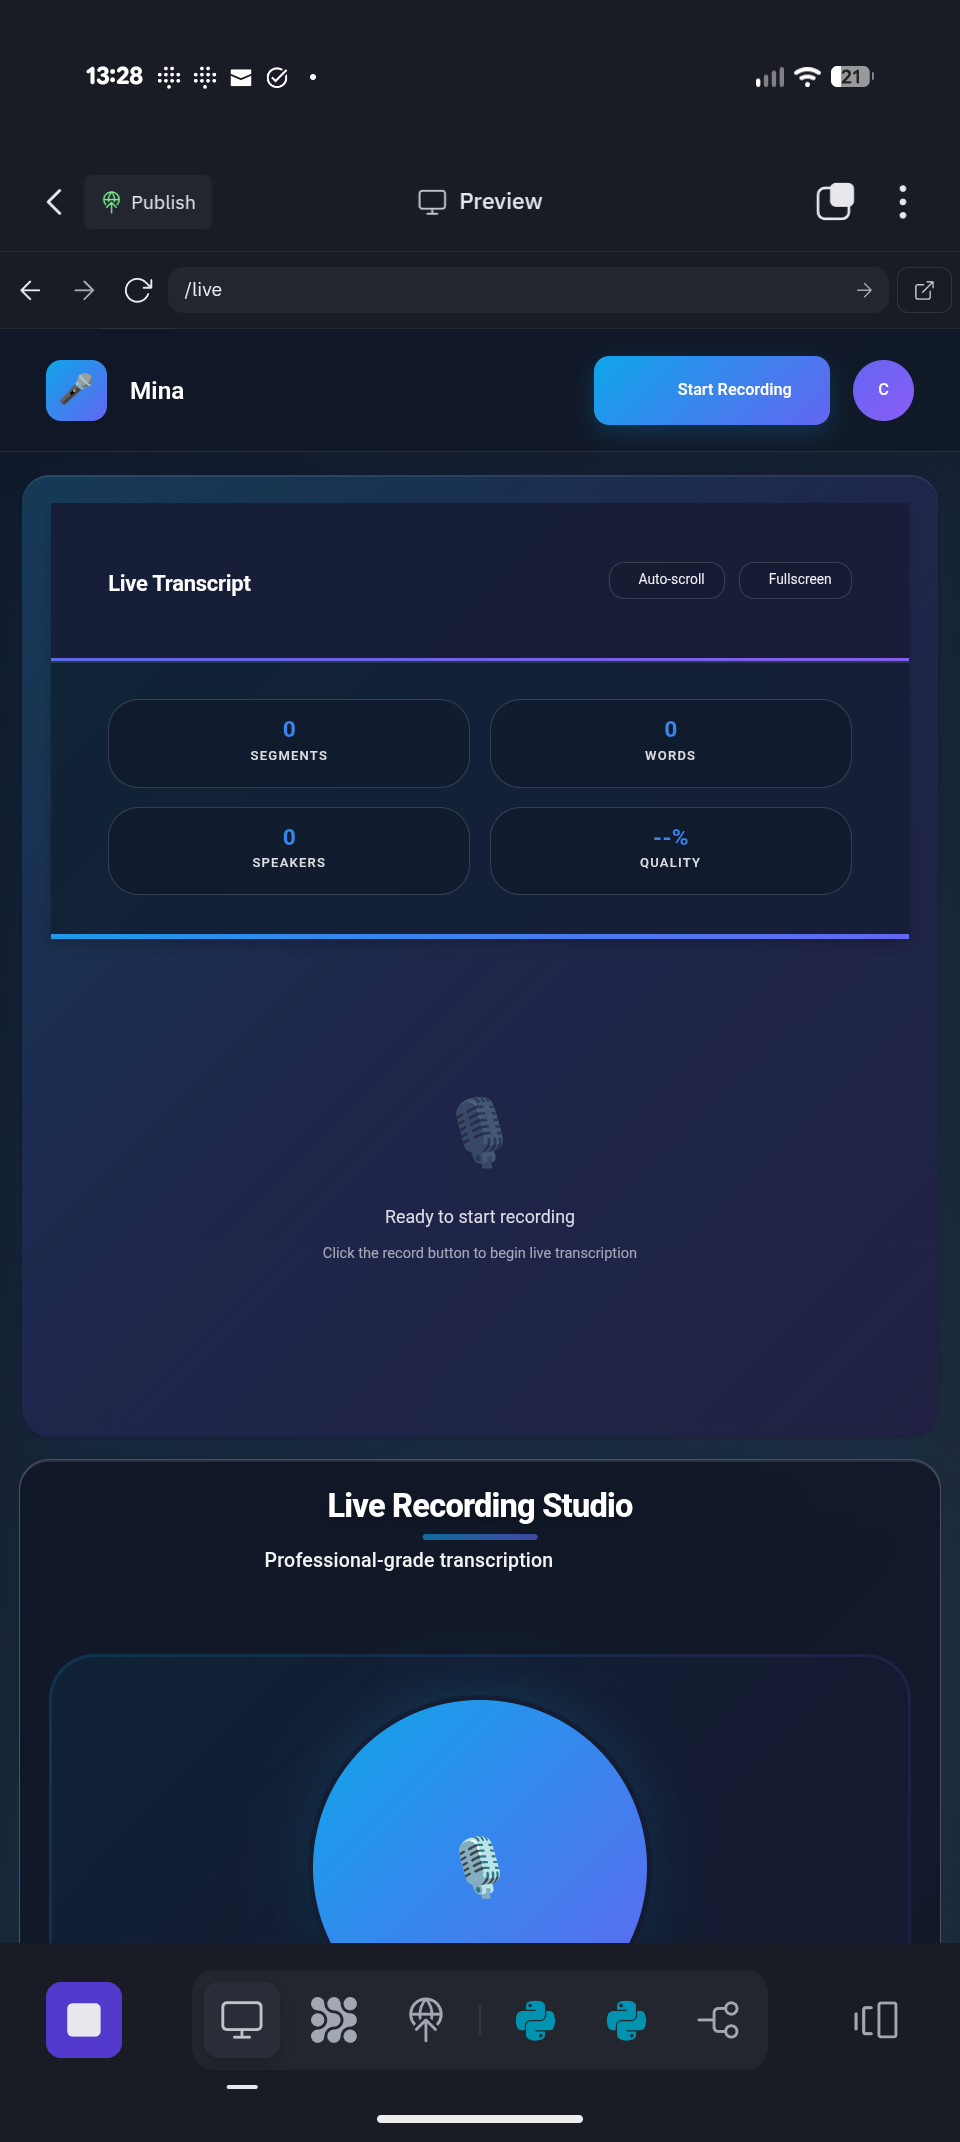 13:28
21
Publish
Preview
/live
Mina
Start Recording
C
Live Transcript
Auto-scroll
Fullscreen
0
SEGMENTS
0
WORDS
0
SPEAKERS
--%
QUALITY
Ready to start recording
Click the record button to begin live transcription
Live Recording Studio
Professional-grade transcription